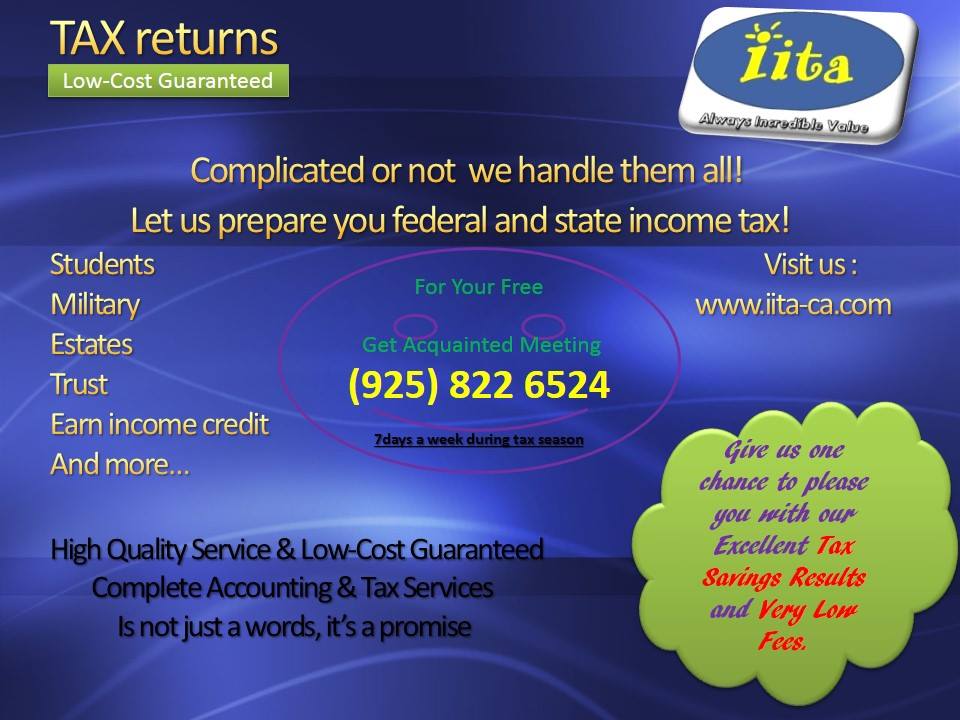 TAX returns
Low-Cost Guaranteed
iita
Always Incredible Value
Complicated or not we handle them all!
Let us prepare you federal and state income tax!
Students
Military
Estates
Trust
Earn income credit
And more...
For Your Free
Get Acquainted Meeting
(925) 822 6524
7days a week during tax season
Visit us :
www.iita-ca.com
High Quality Service & Low-Cost Guaranteed
Complete Accounting & Tax Services
Is not just a words, it's a promise
Give us one
chance to please
you with our
Excellent Tax
Savings Results
and Very Low
Fees.